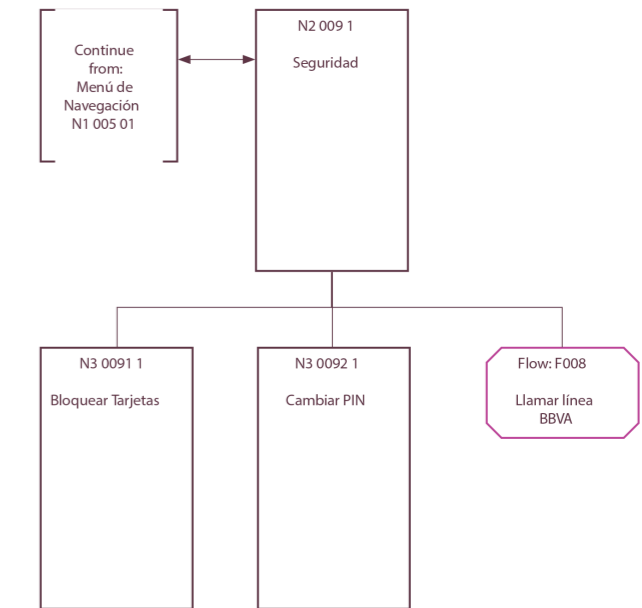 Continue
from:
Menú de
Navegación
N1 005 01
N2 009 1
Seguridad
N3 0091 1
Bloquear Tarjetas
N3 0092 1
Cambiar PIN
Flow: F008
Llamar línea
BBVA